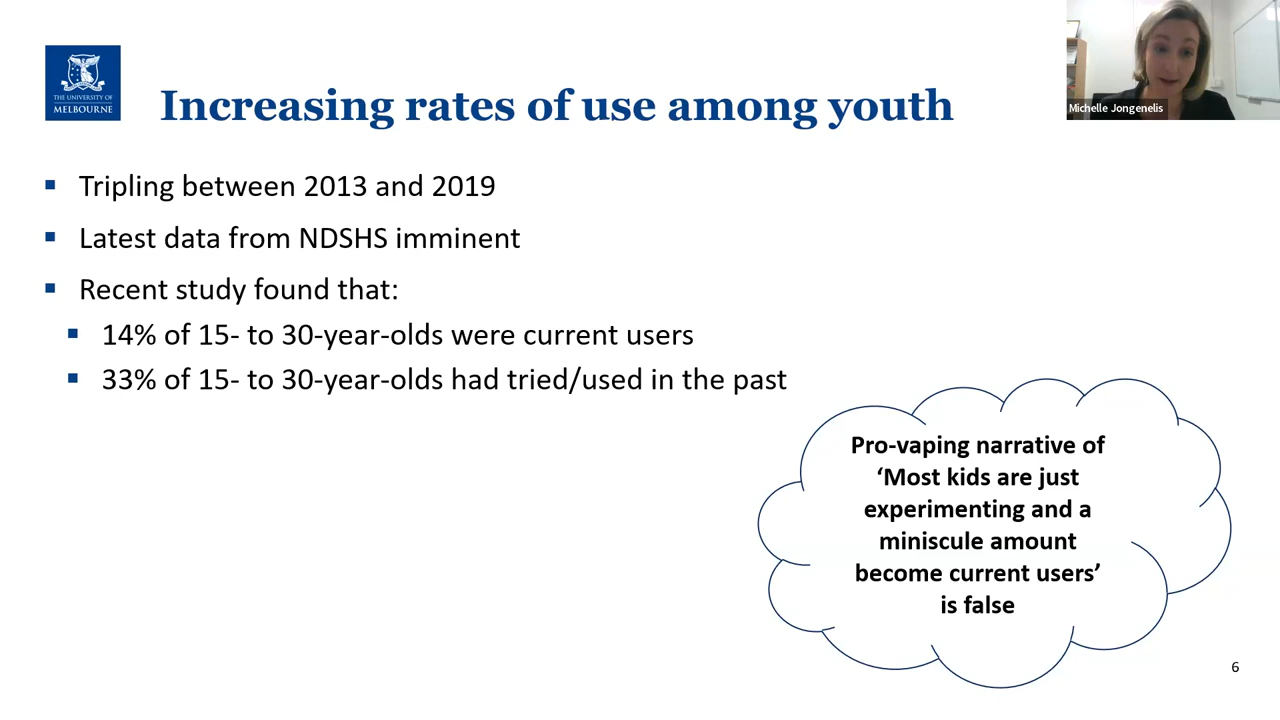 THE UNIVERSITY OF
MELBOURNE
Increasing rates of use among youth
Michelle Jongenelis
▪ Tripling between 2013 and 2019
▪ Latest data from NDSHS imminent
▪ Recent study found that:
▪ 14% of 15- to 30-year-olds were current users
▪ 33% of 15- to 30-year-olds had tried/used in the past
Pro-vaping narrative of
‘Most kids are just
experimenting and a
miniscule amount
become current users’
is false
6